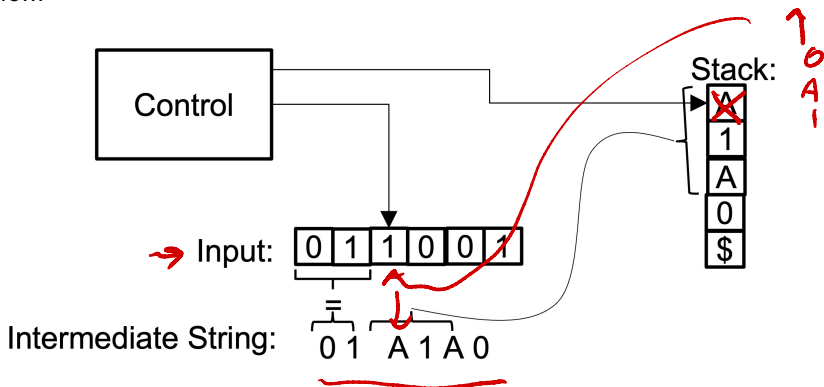 Control
Stack:
A
1
A
0
$
0
A
1
Input: 0 1 1 0 0 1
=
Intermediate String: 0 1 A 1 A 0